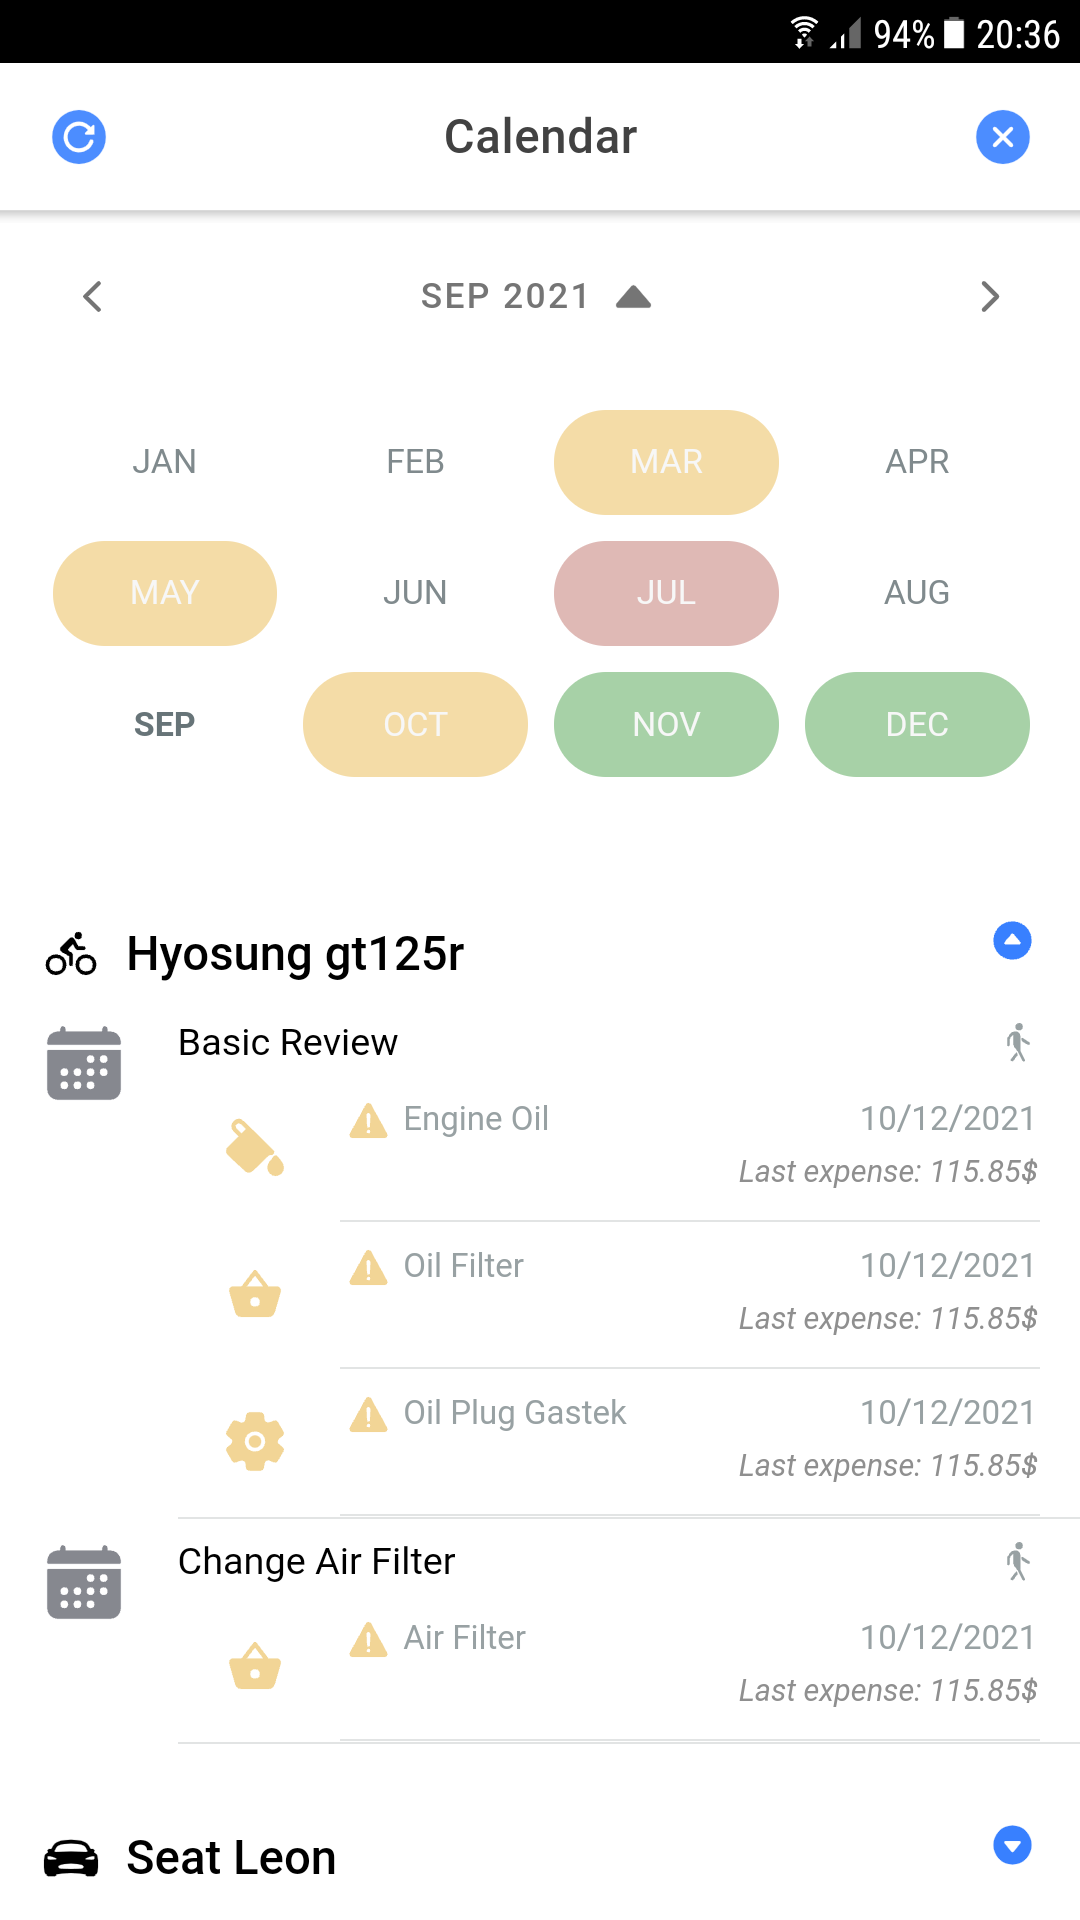 94% 20:36
Calendar
SEP 2021
JAN FEB MAR APR
MAY JUN JUL AUG
SEP OCT NOV DEC
Hyosung gt125r
Basic Review
Engine Oil 10/12/2021
Last expense: 115.85$
Oil Filter 10/12/2021
Last expense: 115.85$
Oil Plug Gastek 10/12/2021
Last expense: 115.85$
Change Air Filter
Air Filter 10/12/2021
Last expense: 115.85$
Seat Leon